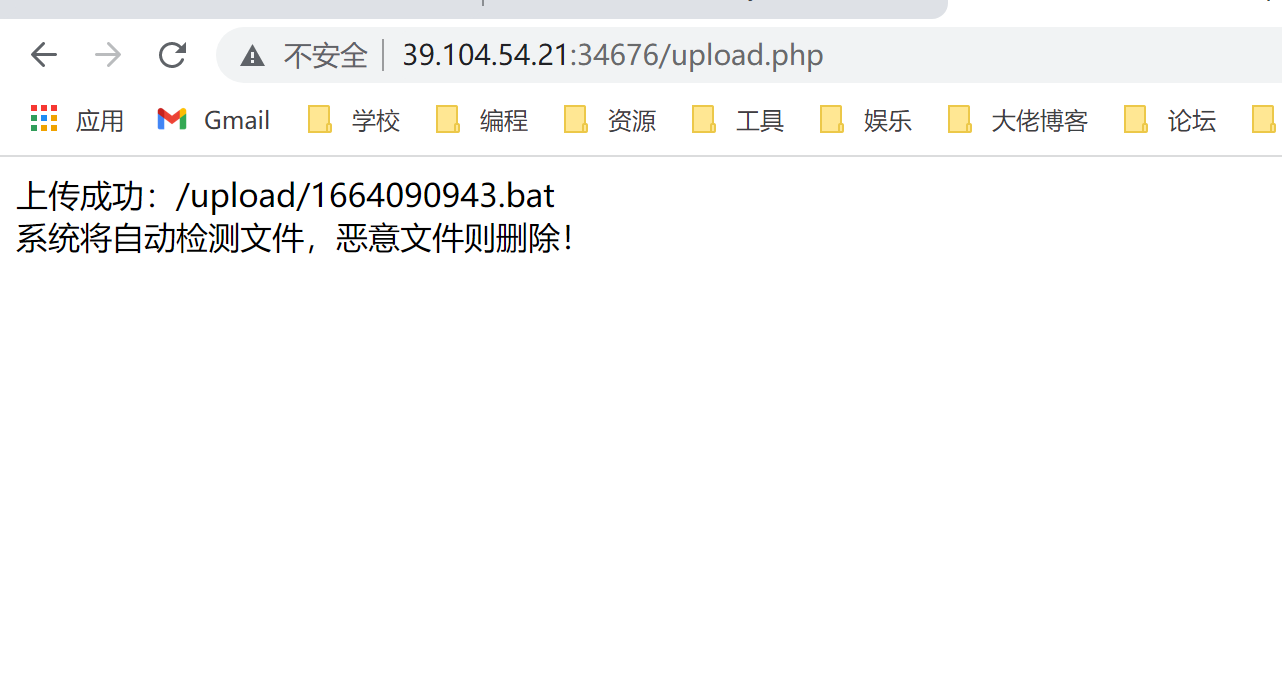 不安全 39.104.54.21:34676/upload.php
应用 Gmail 学校 编程 资源 工具 娱乐 大佬博客 论坛
上传成功：/upload/1664090943.bat
系统将自动检测文件，恶意文件则删除！